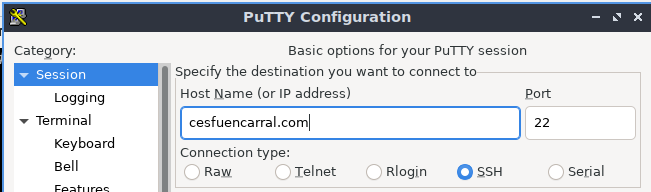 PuTTY Configuration
Category:
Session
Logging
Terminal
Keyboard
Bell
Features
Basic options for your PuTTY session
Specify the destination you want to connect to
Host Name (or IP address) Port
cesfuencarral.com 22
Connection type:
Raw Telnet Rlogin SSH Serial